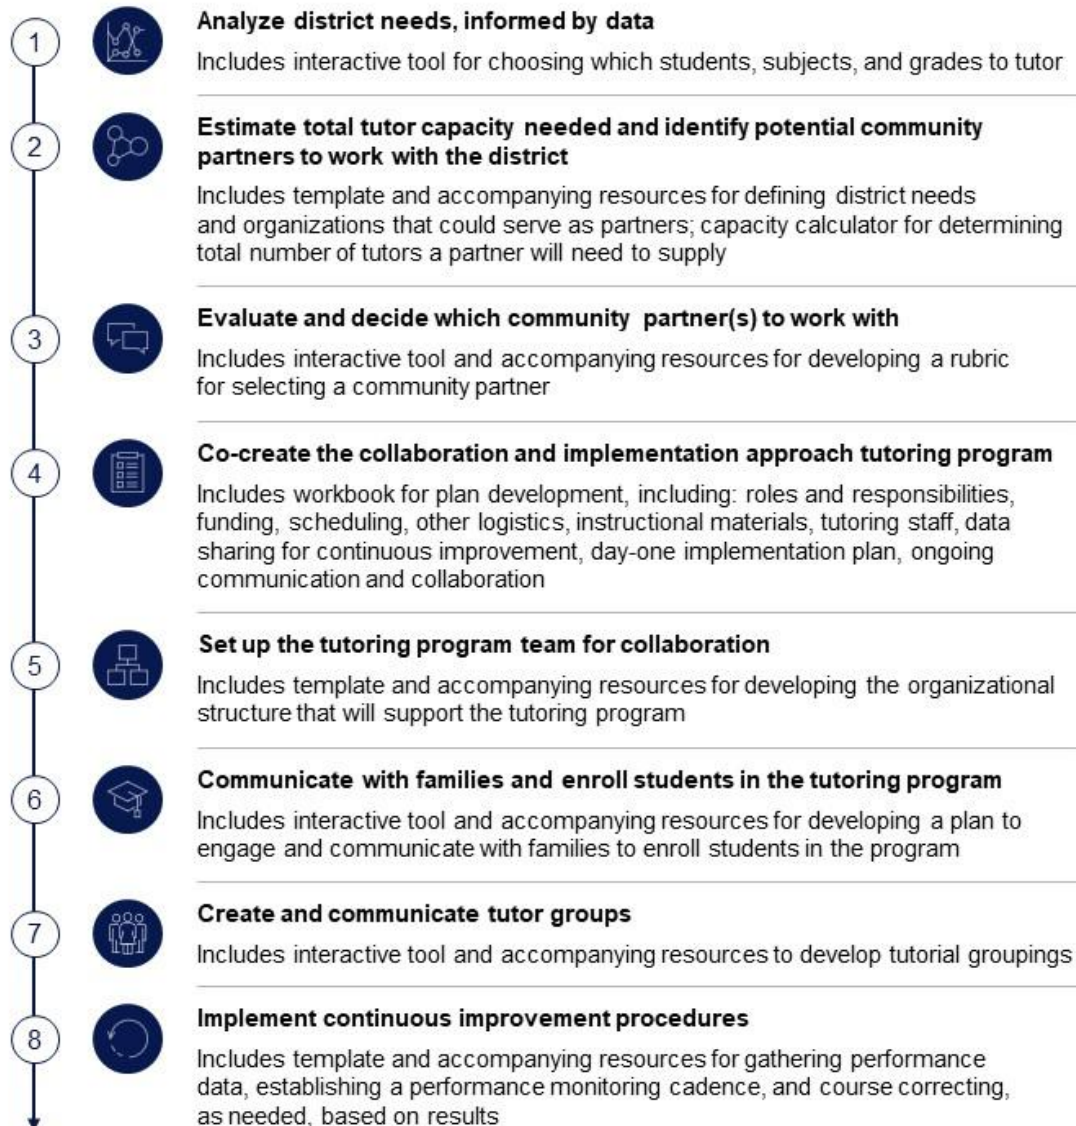 1
Analyze district needs, informed by data
Includes interactive tool for choosing which students, subjects, and grades to tutor
2
Estimate total tutor capacity needed and identify potential community
partners to work with the district
Includes template and accompanying resources for defining district needs
and organizations that could serve as partners; capacity calculator for determining
total number of tutors a partner will need to supply
3
Evaluate and decide which community partner(s) to work with
Includes interactive tool and accompanying resources for developing a rubric
for selecting a community partner
4
Co-create the collaboration and implementation approach tutoring program
Includes workbook for plan development, including: roles and responsibilities,
funding, scheduling, other logistics, instructional materials, tutoring staff, data
sharing for continuous improvement, day-one implementation plan, ongoing
communication and collaboration
5
Set up the tutoring program team for collaboration
Includes template and accompanying resources for developing the organizational
structure that will support the tutoring program
6
Communicate with families and enroll students in the tutoring program
Includes interactive tool and accompanying resources for developing a plan to
engage and communicate with families to enroll students in the program
7
Create and communicate tutor groups
Includes interactive tool and accompanying resources to develop tutorial groupings
8
Implement continuous improvement procedures
Includes template and accompanying resources for gathering performance
data, establishing a performance monitoring cadence, and course correcting,
as needed, based on results